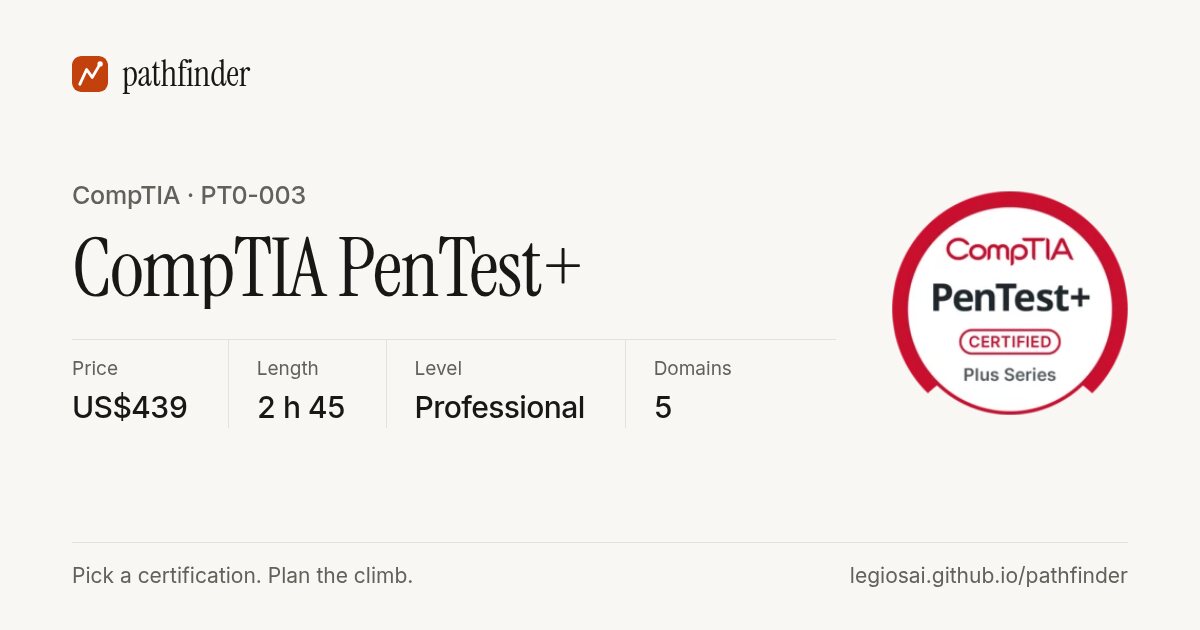 pathfinder
CompTIA · PT0-003
CompTIA PenTest+
Price
US$439
Length
2 h 45
Level
Professional
Domains
5
CompTIA
PenTest+
CERTIFIED
Plus Series
Pick a certification. Plan the climb.
legiosai.github.io/pathfinder